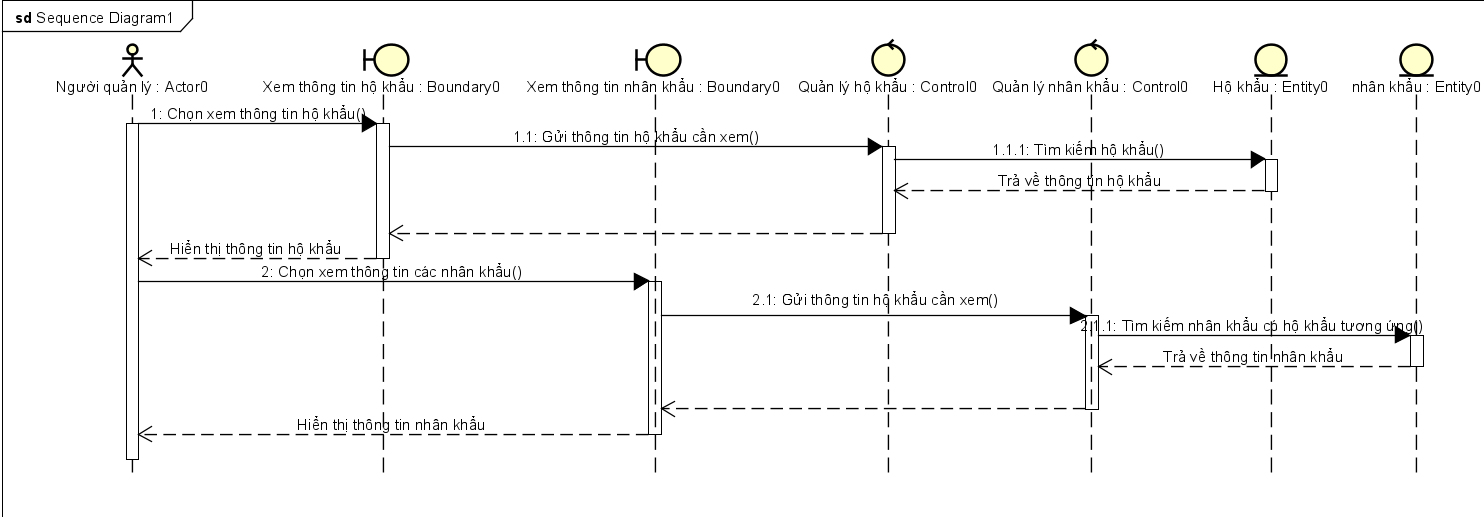 sd Sequence Diagram1
Người quản lý : Actor0
Xem thông tin hộ khẩu : Boundary0
Xem thông tin nhân khẩu : Boundary0
Quản lý hộ khẩu : Control0
Quản lý nhân khẩu : Control0
Hộ khẩu : Entity0
nhân khẩu : Entity0
1: Chọn xem thông tin hộ khẩu()
1.1: Gửi thông tin hộ khẩu cần xem()
1.1.1: Tìm kiếm hộ khẩu()
Trả về thông tin hộ khẩu
Hiển thị thông tin hộ khẩu
2: Chọn xem thông tin các nhân khẩu()
2.1: Gửi thông tin hộ khẩu cần xem()
2.1.1: Tìm kiếm nhân khẩu có hộ khẩu tương ứng()
Trả về thông tin nhân khẩu
Hiển thị thông tin nhân khẩu